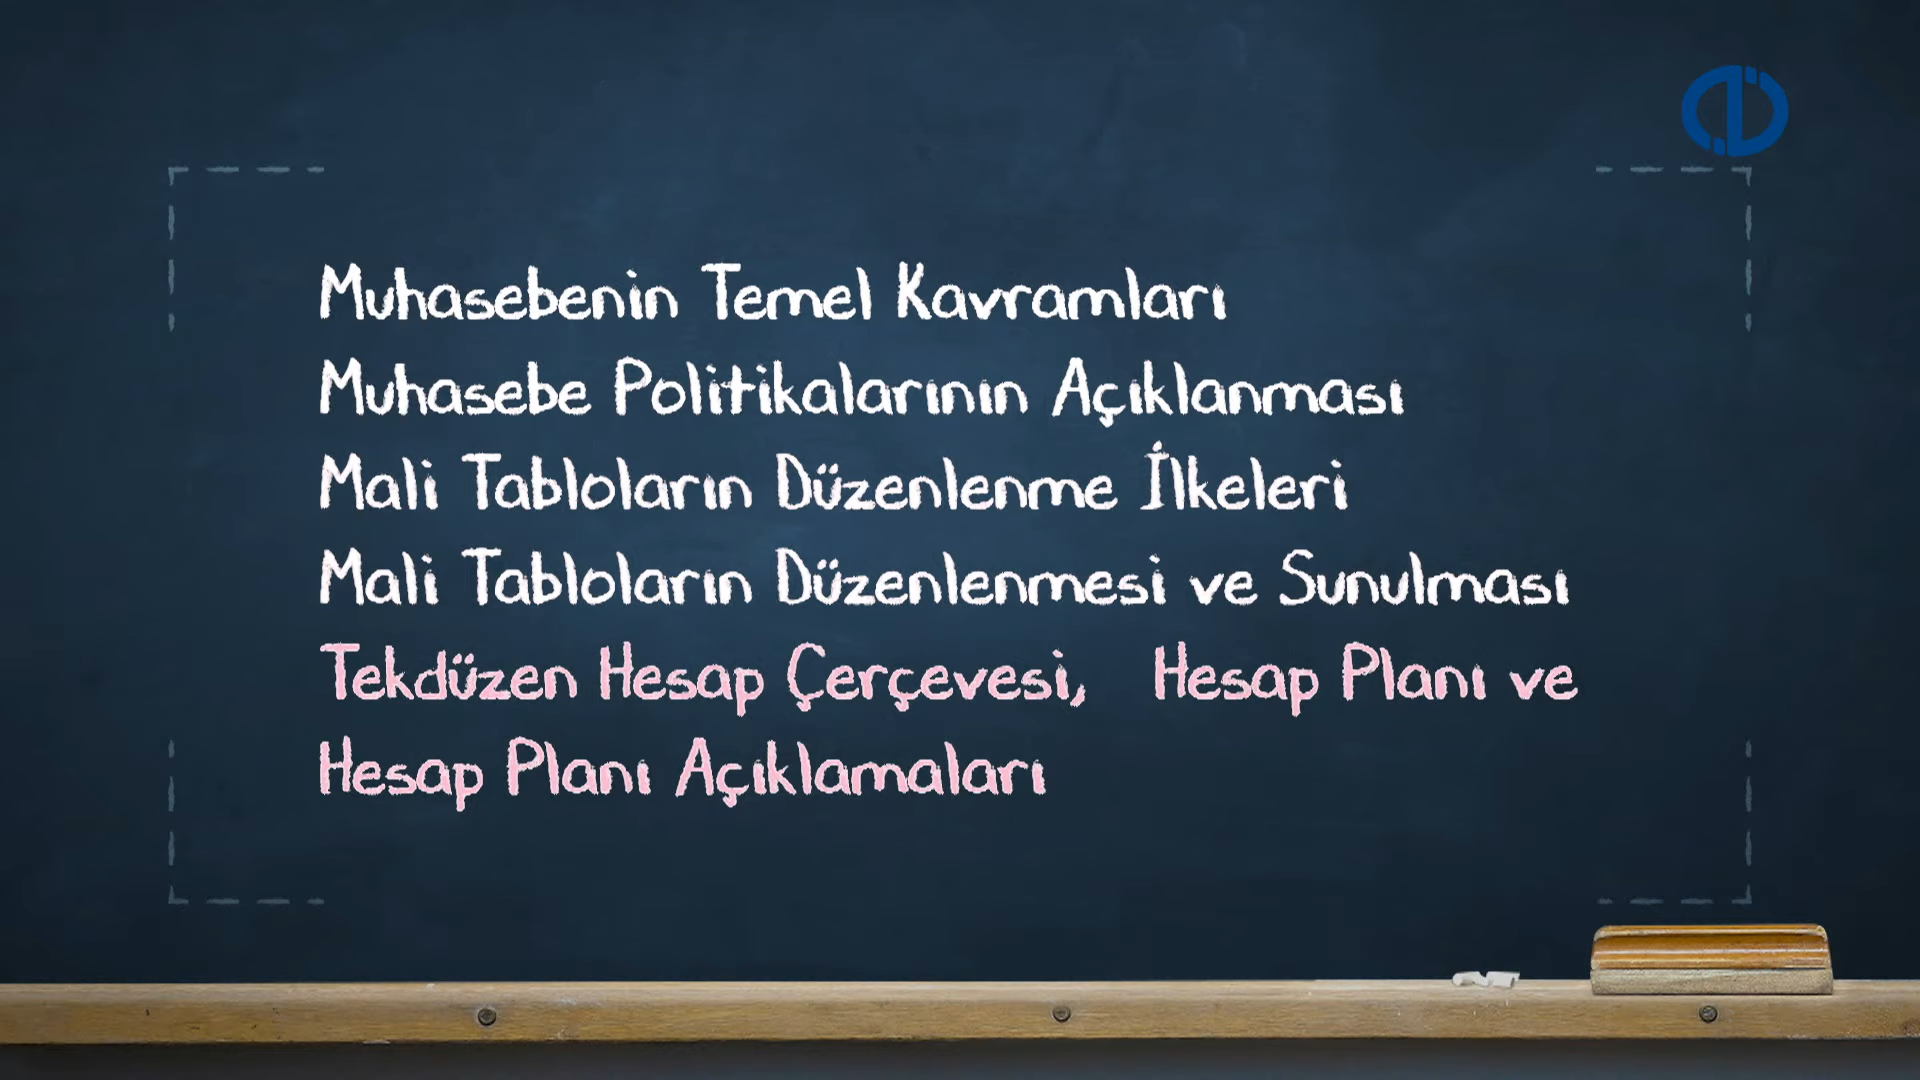 Muhasebenin Temel Kavramları
Muhasebe Politikalarının Açıklanması
Mali Tabloların Düzenlenme İlkeleri
Mali Tabloların Düzenlenmesi ve Sunulması
Tekdüzen Hesap Çerçevesi, Hesap Planı ve
Hesap Planı Açıklamaları